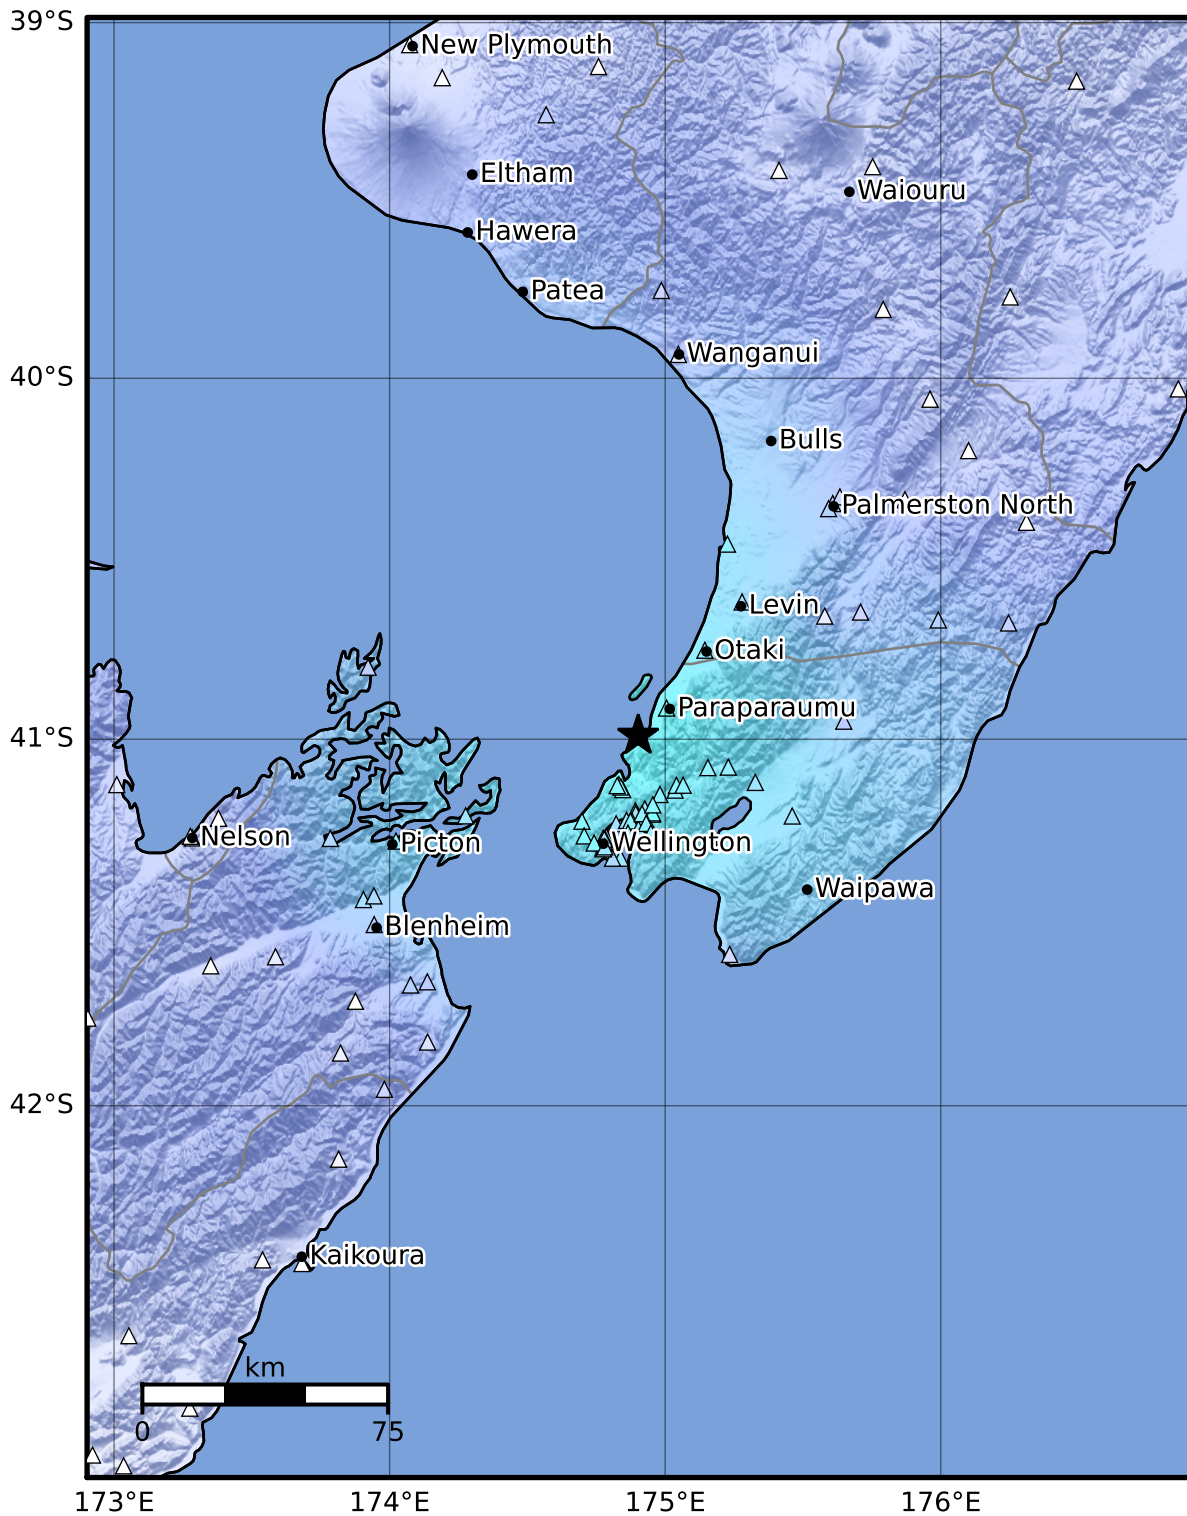 39°S
New Plymouth
Eltham
Waiouru
Hawera
Patea
Wanganui
40°S
Bulls
Palmerston North
Levin
Otaki
Paraparaumu
41°S
Nelson
Picton
Wellington
Waipawa
Blenheim
42°S
Kaikoura
km
0 75
173°E 174°E 175°E 176°E